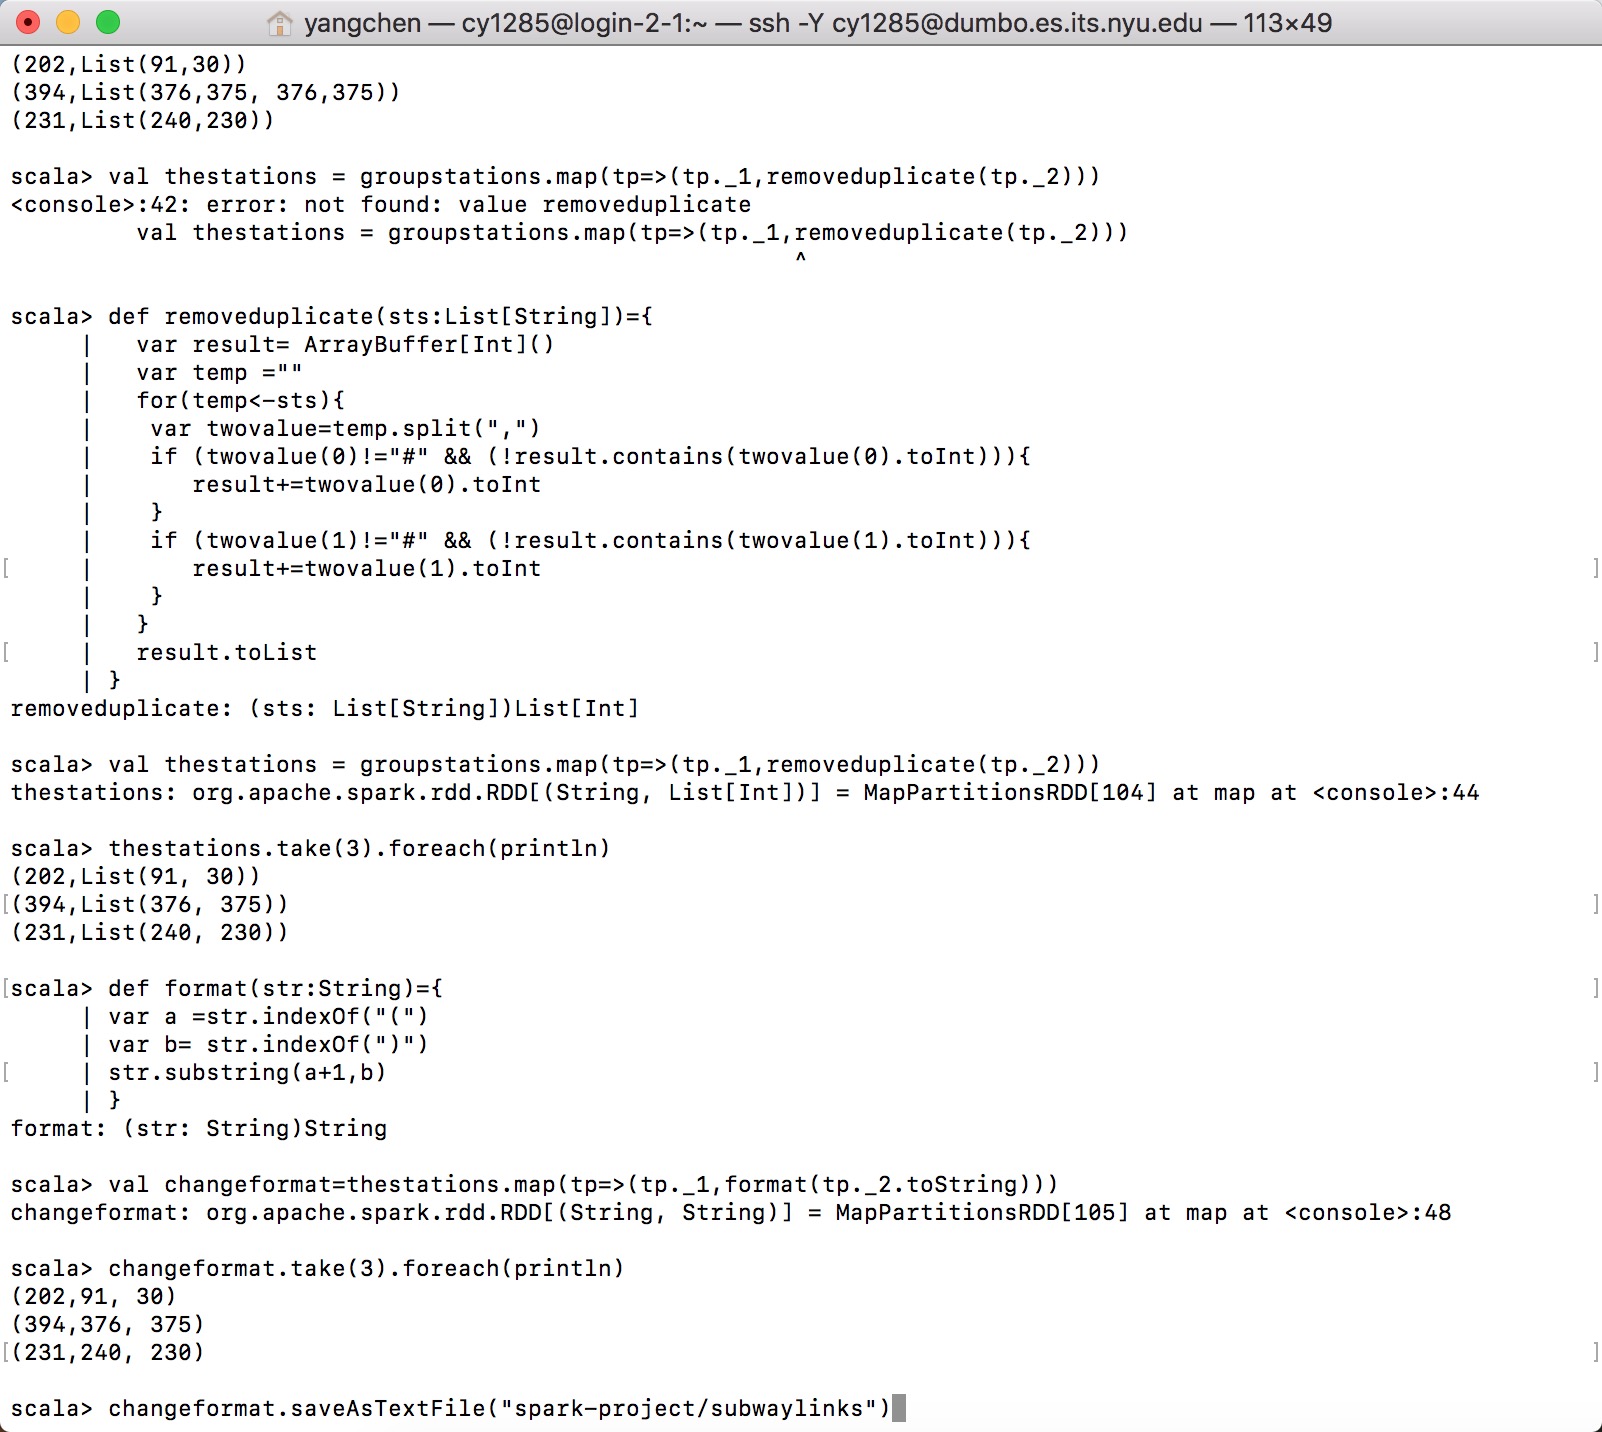 yangchen — cy1285@login-2-1:~ — ssh -Y cy1285@dumbo.es.its.nyu.edu — 113×49
(202,List(91,30))
(394,List(376,375, 376,375))
(231,List(240,230))
scala> val thestations = groupstations.map(tp=>(tp._1,removeduplicate(tp._2)))
<console>:42: error: not found: value removeduplicate
         val thestations = groupstations.map(tp=>(tp._1,removeduplicate(tp._2)))
                                                        ^
scala> def removeduplicate(sts:List[String])={
     |   var result= ArrayBuffer[Int]()
     |   var temp =""
     |   for(temp<-sts){
     |    var twovalue=temp.split(",")
     |    if (twovalue(0)!="#" && (!result.contains(twovalue(0).toInt))){
     |       result+=twovalue(0).toInt
     |    }
     |    if (twovalue(1)!="#" && (!result.contains(twovalue(1).toInt))){
[     |       result+=twovalue(1).toInt ]
     |    }
     |   }
[     |   result.toList ]
     | }
removeduplicate: (sts: List[String])List[Int]
scala> val thestations = groupstations.map(tp=>(tp._1,removeduplicate(tp._2)))
thestations: org.apache.spark.rdd.RDD[(String, List[Int])] = MapPartitionsRDD[104] at map at <console>:44
scala> thestations.take(3).foreach(println)
(202,List(91, 30))
[(394,List(376, 375)) ]
(231,List(240, 230))
[scala> def format(str:String)={ ]
     | var a =str.indexOf("(")
     | var b= str.indexOf(")")
[     | str.substring(a+1,b) ]
     | }
format: (str: String)String
scala> val changeformat=thestations.map(tp=>(tp._1,format(tp._2.toString)))
changeformat: org.apache.spark.rdd.RDD[(String, String)] = MapPartitionsRDD[105] at map at <console>:48
scala> changeformat.take(3).foreach(println)
(202,91, 30)
(394,376, 375)
[(231,240, 230) ]
scala> changeformat.saveAsTextFile("spark-project/subwaylinks")